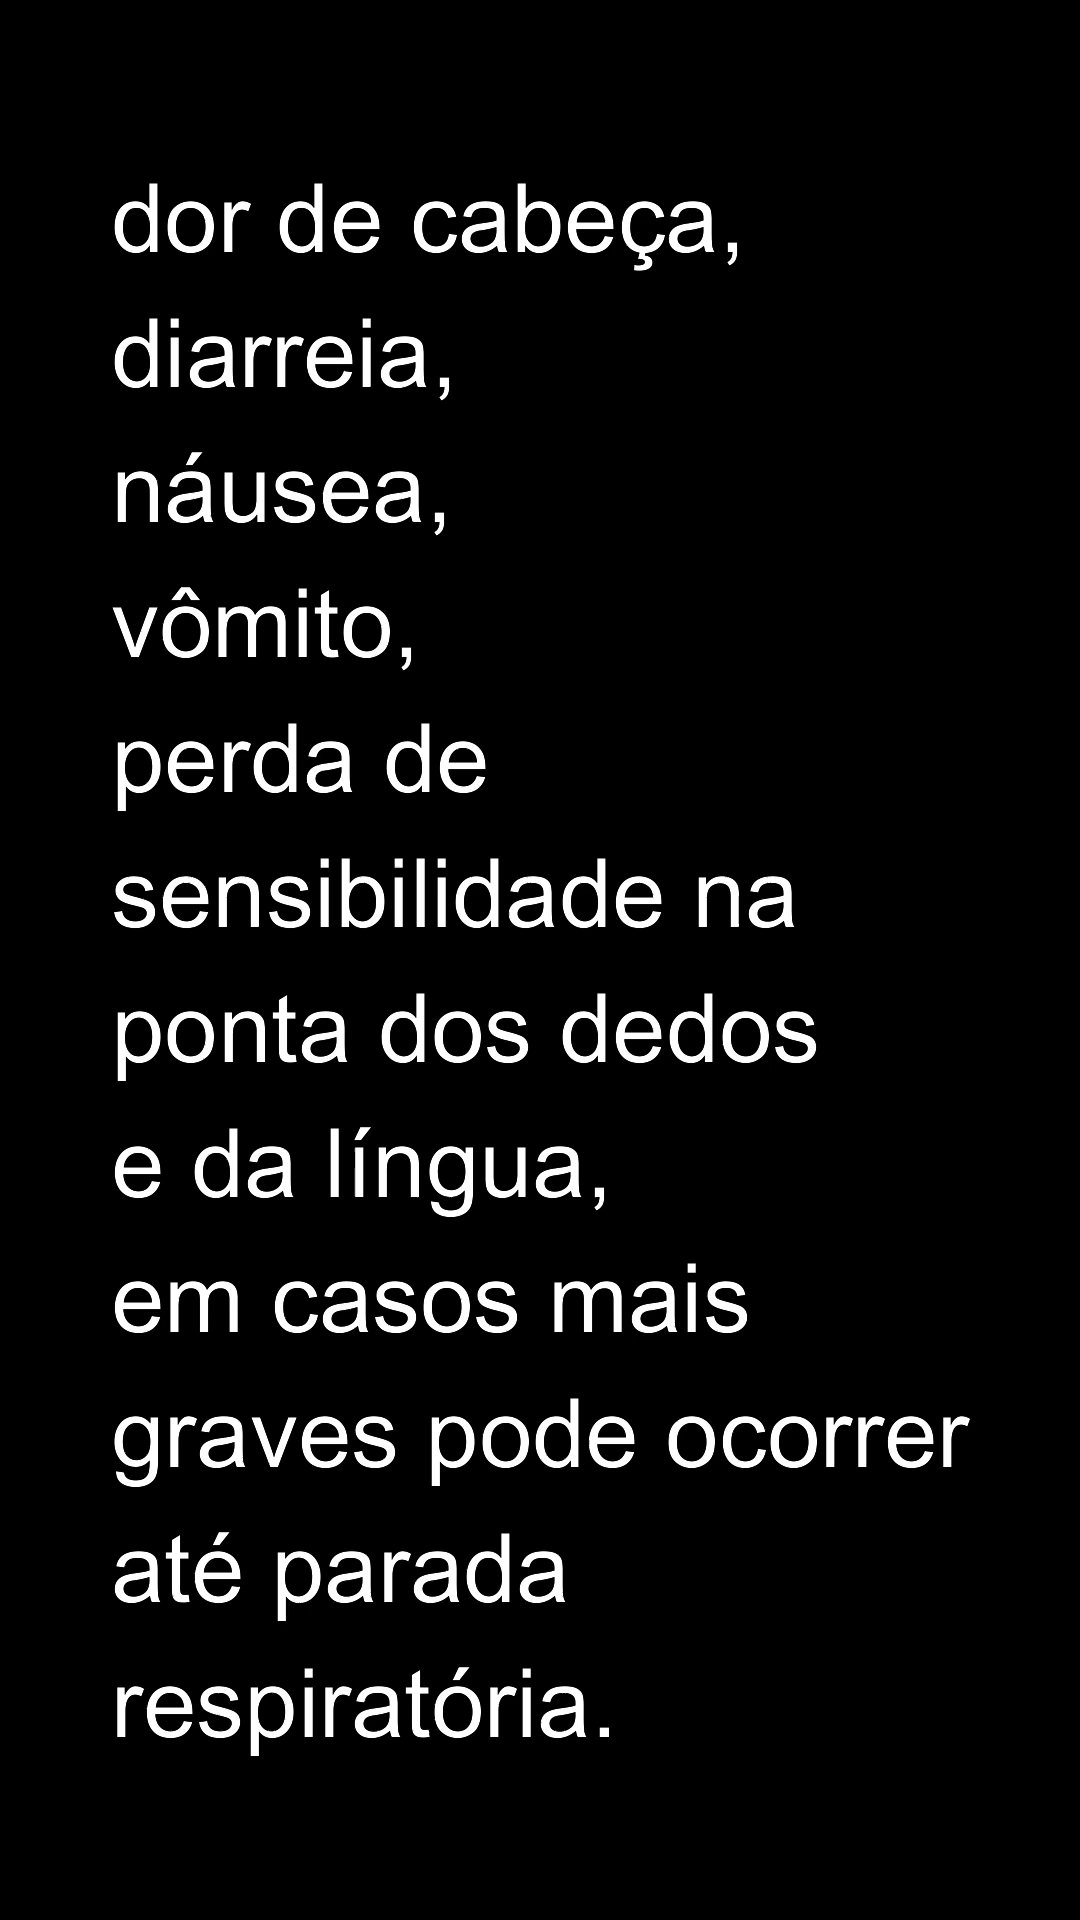 dor de cabeça,
diarreia,
náusea,
vômito,
perda de
sensibilidade na
ponta dos dedos
e da língua,
em casos mais
graves pode ocorrer
até parada
respiratória.